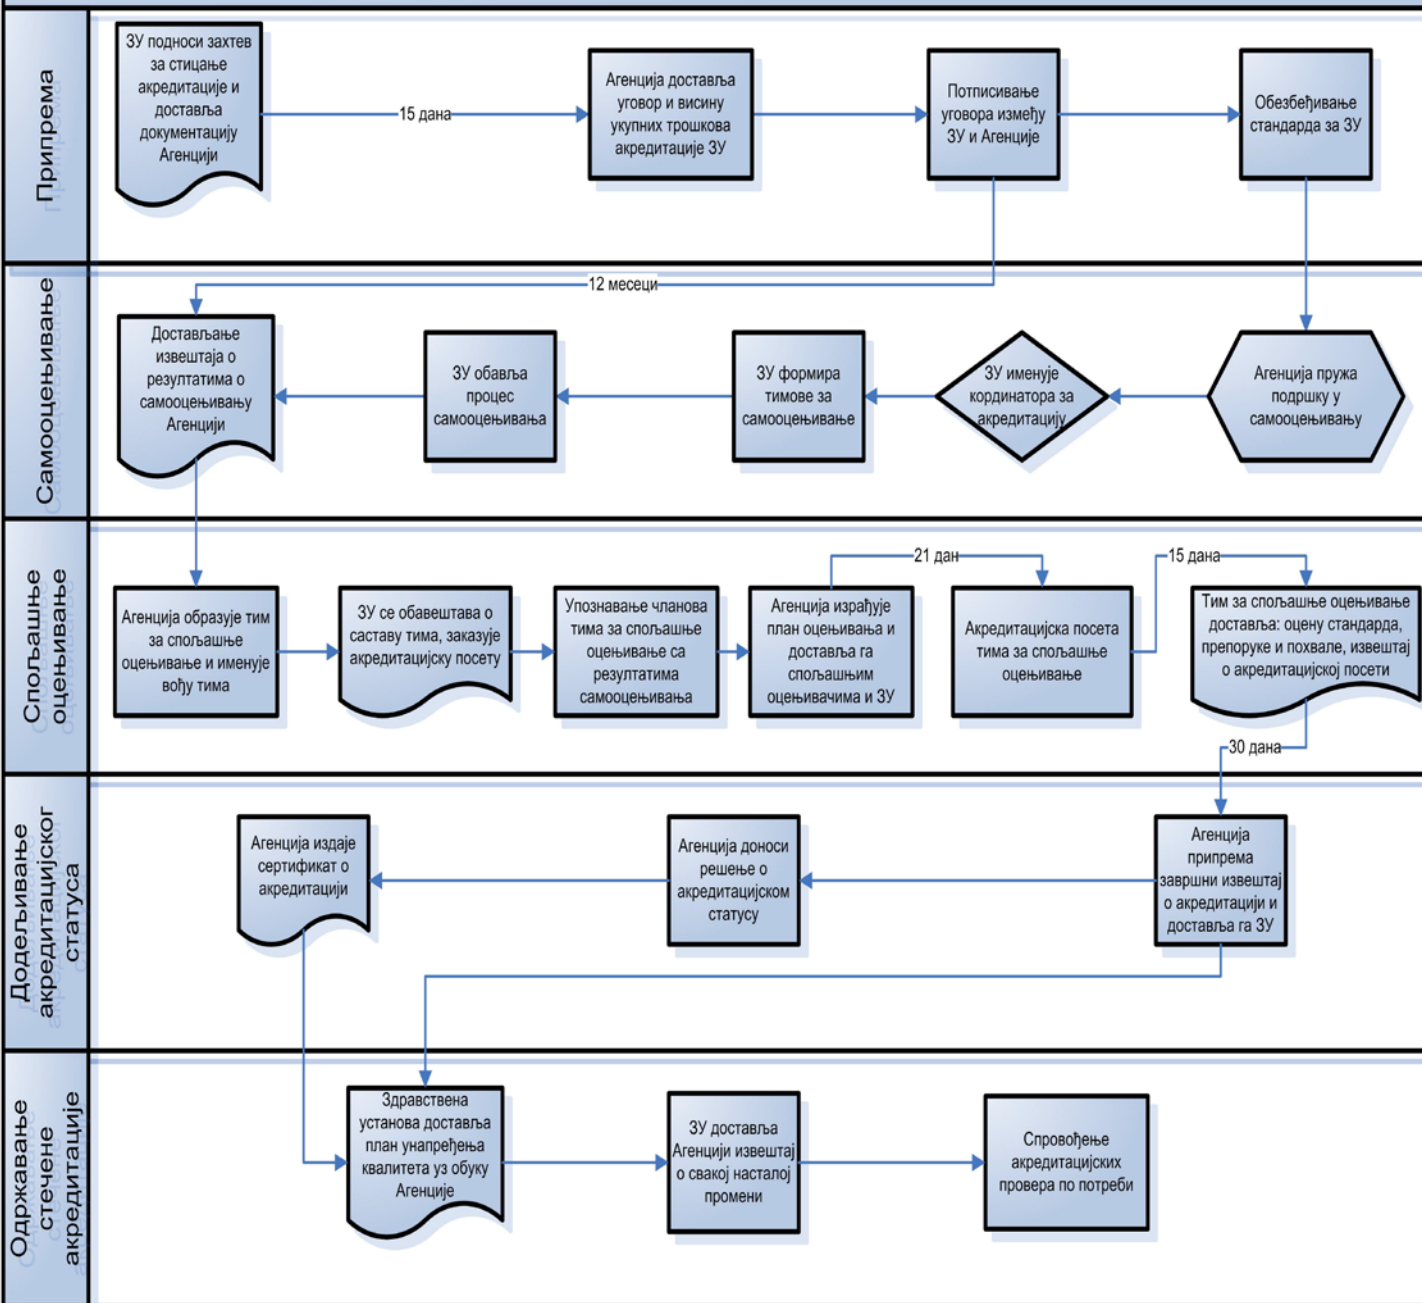 Припрема
ЗУ подноси захтев
за стицање
акредитације и
доставља
документацију
Агенцији
15 дана
Агенција доставља
уговор и висину
укупних трошкова
акредитације ЗУ
Потписивање
уговора између
ЗУ и Агенције
Обезбеђивање
стандарда за ЗУ
Самооцењивање
12 месеци
Достављање
извештаја о
резултатима о
самооцењивању
Агенцији
ЗУ обавља
процес
самооцењивања
ЗУ формира
тимове за
самооцењивање
ЗУ именује
кординатора за
акредитацију
Агенција пружа
подршку у
самооцењивању
Спољашње
оцењивање
Агенција образује тим
за спољашње
оцењивање и именује
вођу тима
ЗУ се обавештава о
саставу тима, заказује
акредитацијску посету
Упознавање чланова
тима за спољашње
оцењивање са
резултатима
самооцењивања
Агенција израђује
план оцењивања и
доставља га
спољашњим
оцењивачима и ЗУ
21 дан
Акредитацијска посета
тима за спољашње
оцењивање
15 дана
Тим за спољашње оцењивање
доставља: оцену стандарда,
препоруке и похвале, извештај
о акредитацијској посети
30 дана
Додељивање
акредитацијског
статуса
Агенција издаје
сертификат о
акредитацији
Агенција доноси
решење о
акредитацијском
статусу
Агенција
припрема
завршни извештај
о акредитацији и
доставља га ЗУ
Одржавање
стечене
акредитације
Здравствена
установа доставља
план унапређења
квалитета уз обуку
Агенције
ЗУ доставља
Агенцији извештај
о свакој насталој
промени
Спровођење
акредитацијских
провера по потреби